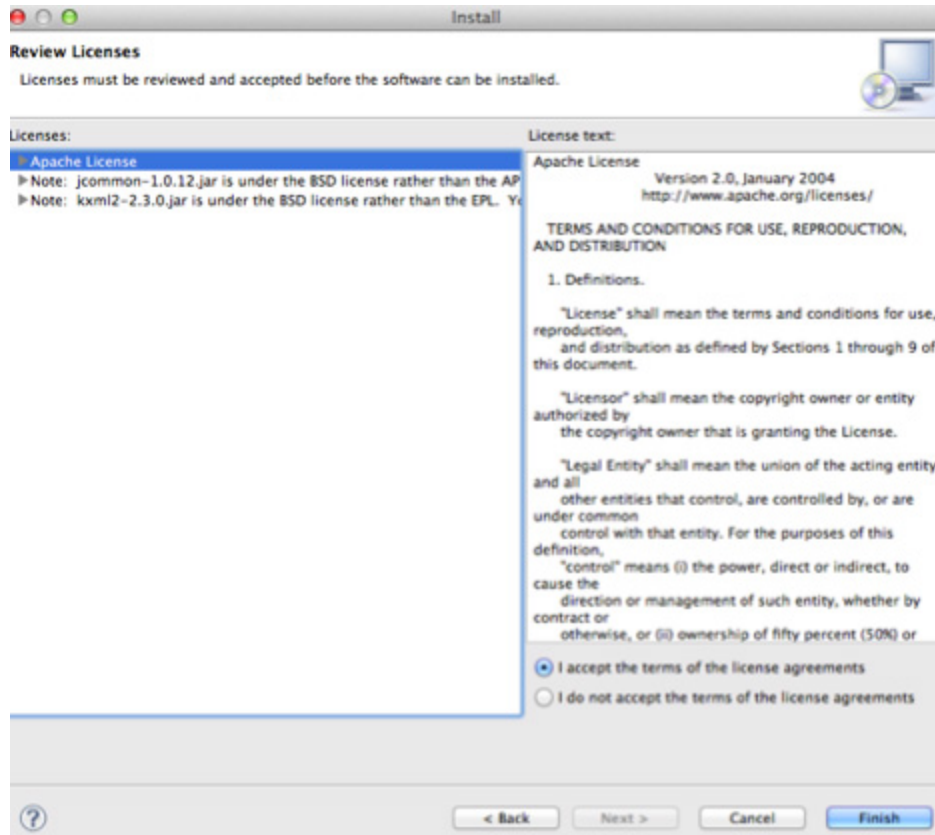 Install
Review Licenses
Licenses must be reviewed and accepted before the software can be installed.
Licenses:
Apache License
Note: jcommon-1.0.12.jar is under the BSD license rather than the AP
Note: kxml2-2.3.0.jar is under the BSD license rather than the EPL. Yo
License text:
Apache License
Version 2.0, January 2004
http://www.apache.org/licenses/
TERMS AND CONDITIONS FOR USE, REPRODUCTION,
AND DISTRIBUTION
1. Definitions.
"License" shall mean the terms and conditions for use,
reproduction,
and distribution as defined by Sections 1 through 9 of
this document.
"Licensor" shall mean the copyright owner or entity
authorized by
the copyright owner that is granting the License.
"Legal Entity" shall mean the union of the acting entity
and all
other entities that control, are controlled by, or are
under common
control with that entity. For the purposes of this
definition,
"control" means (i) the power, direct or indirect, to
cause the
direction or management of such entity, whether by
contract or
otherwise, or (ii) ownership of fifty percent (50%) or
I accept the terms of the license agreements
I do not accept the terms of the license agreements
?
< Back
Next >
Cancel
Finish